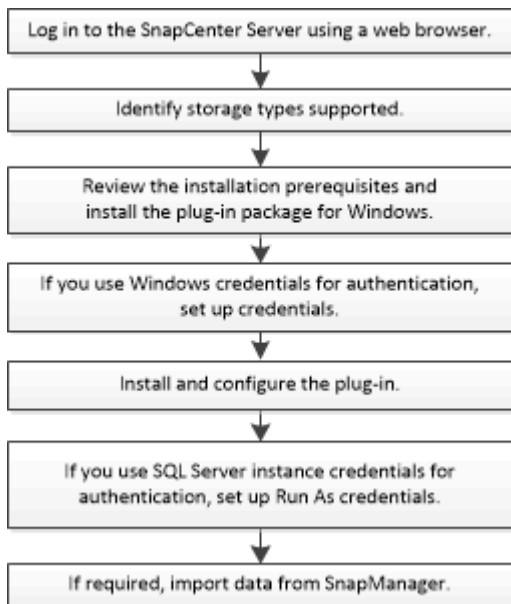 Log in to the SnapCenter Server using a web browser.
Identify storage types supported.
Review the installation prerequisites and
install the plug-in package for Windows.
If you use Windows credentials for authentication,
set up credentials.
Install and configure the plug-in.
If you use SQL Server instance credentials for
authentication, set up Run As credentials.
If required, import data from SnapManager.